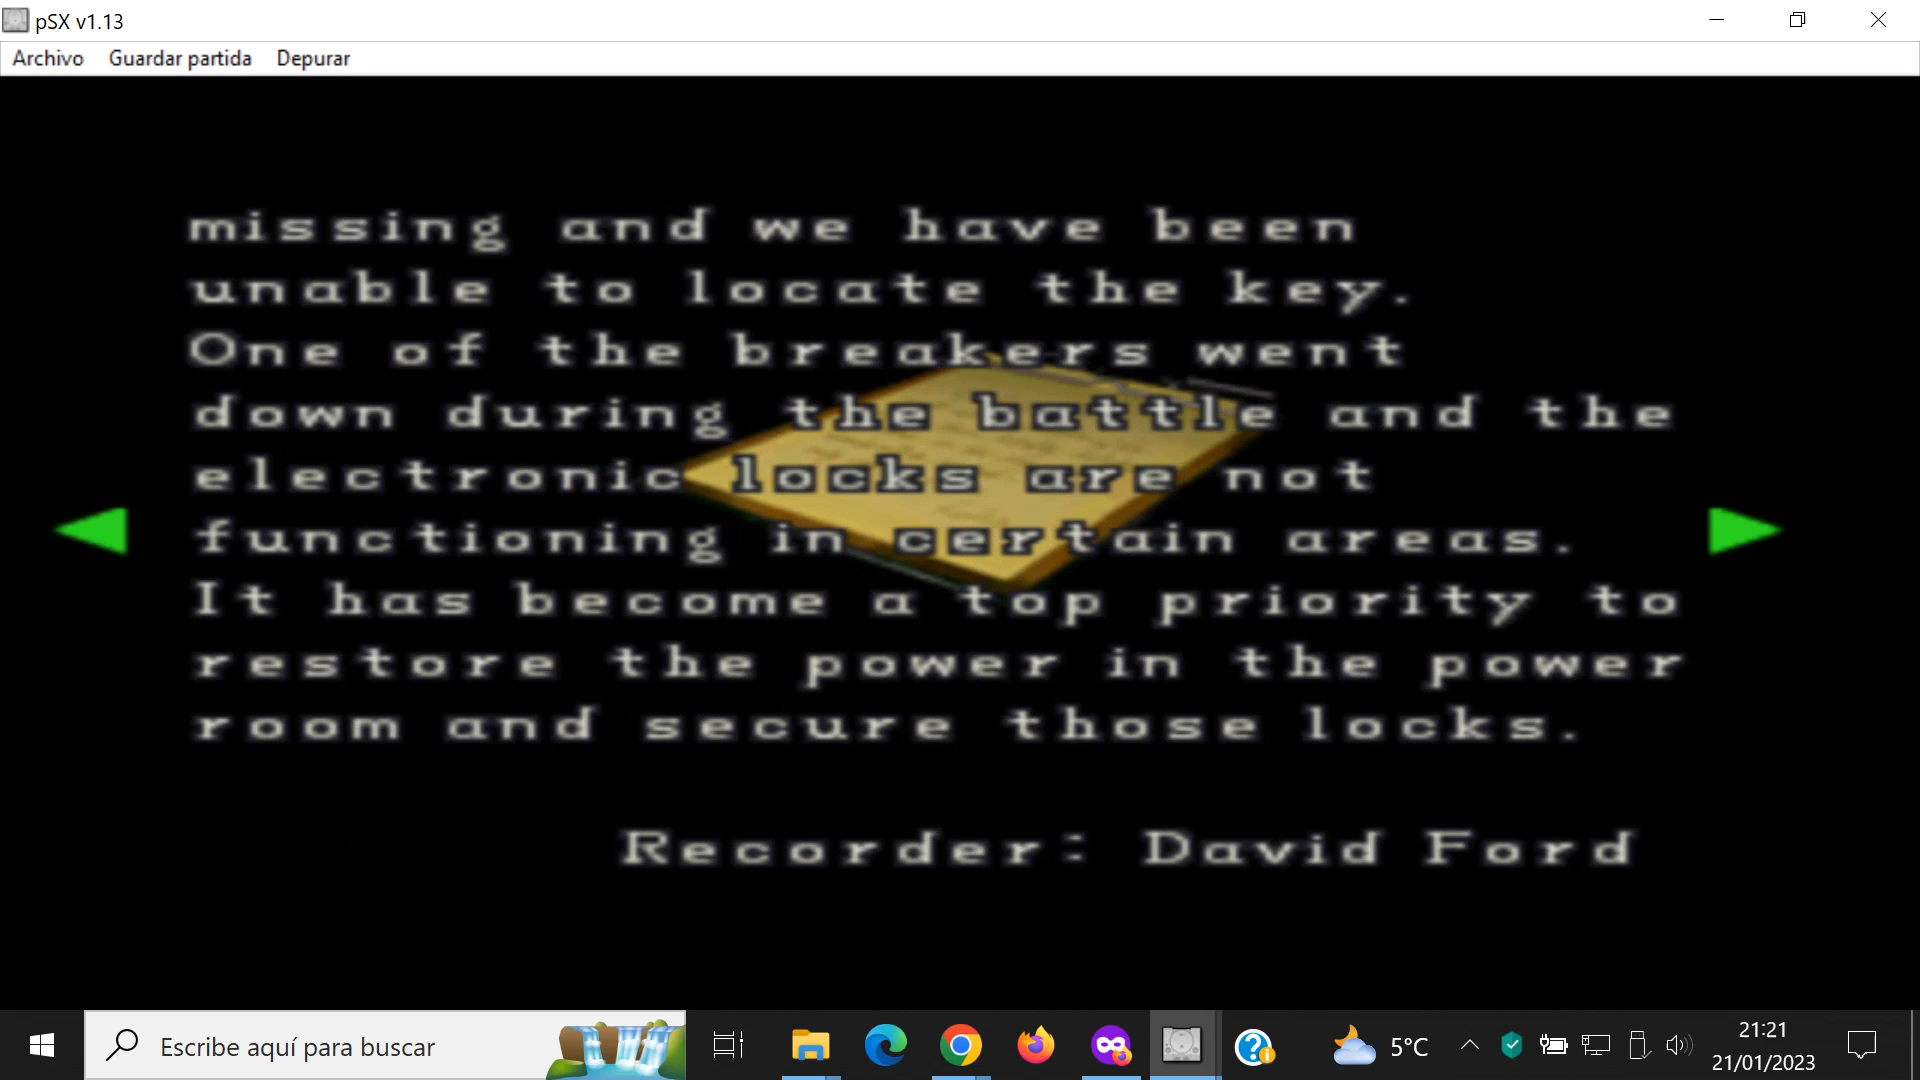 pSX v1.13
Archivo Guardar partida Depurar
missing and we have been
unable to locate the key.
One of the breakers went
down during the battle and the
electronic locks are not
functioning in certain areas.
It has become a top priority to
restore the power in the power
room and secure those locks.
Recorder: David Ford
Escribe aquí para buscar
5°C
21:21
21/01/2023